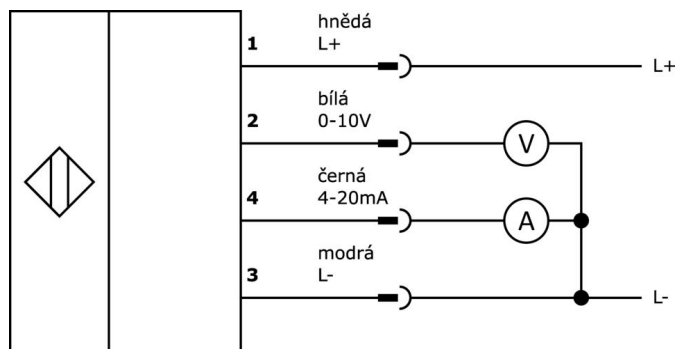 hnědá
1 L+
L+
bílá
2 0-10V
V
černá
4 4-20mA
A
modrá
3 L-
L-